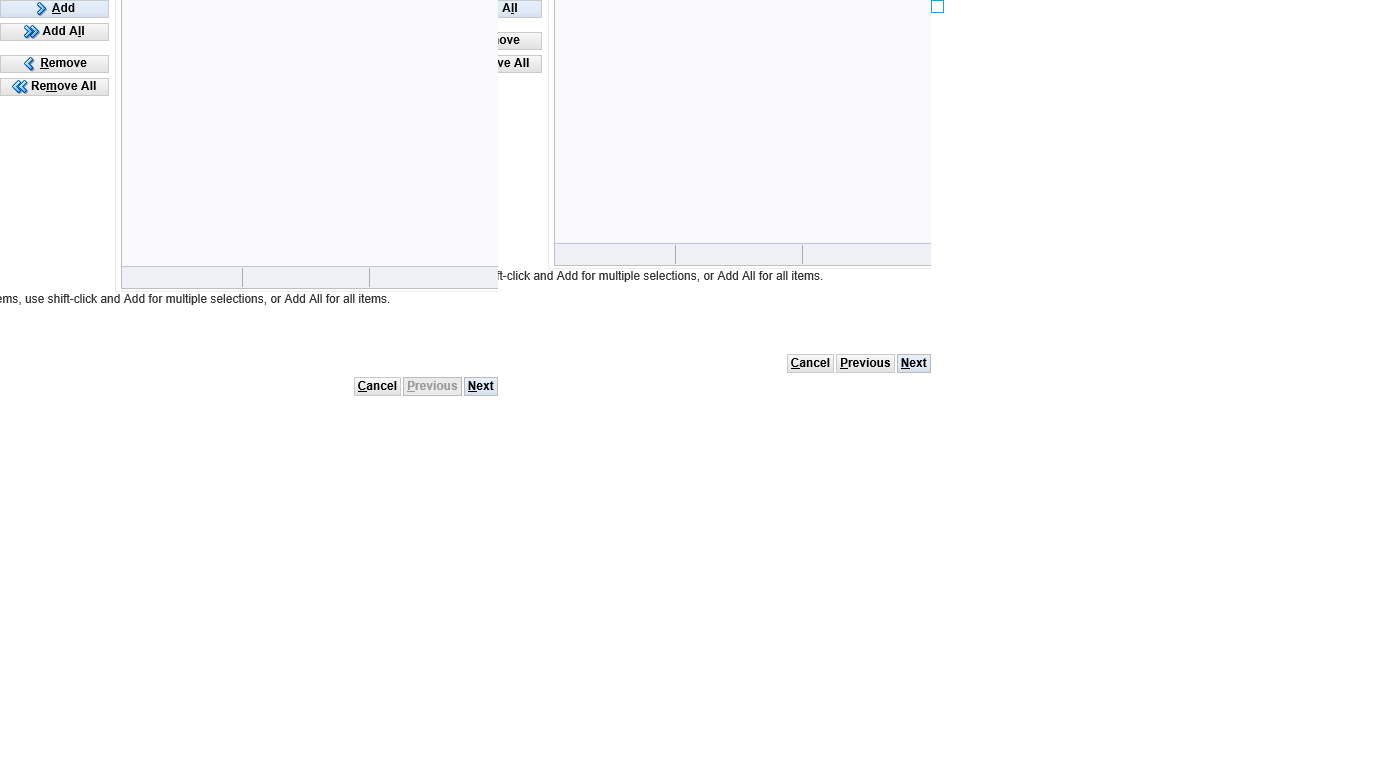 Add
Add All
Remove
Remove All
All
ove
ve All
ft-click and Add for multiple selections, or Add All for all items.
ems, use shift-click and Add for multiple selections, or Add All for all items.
Cancel Previous Next
Cancel Previous Next